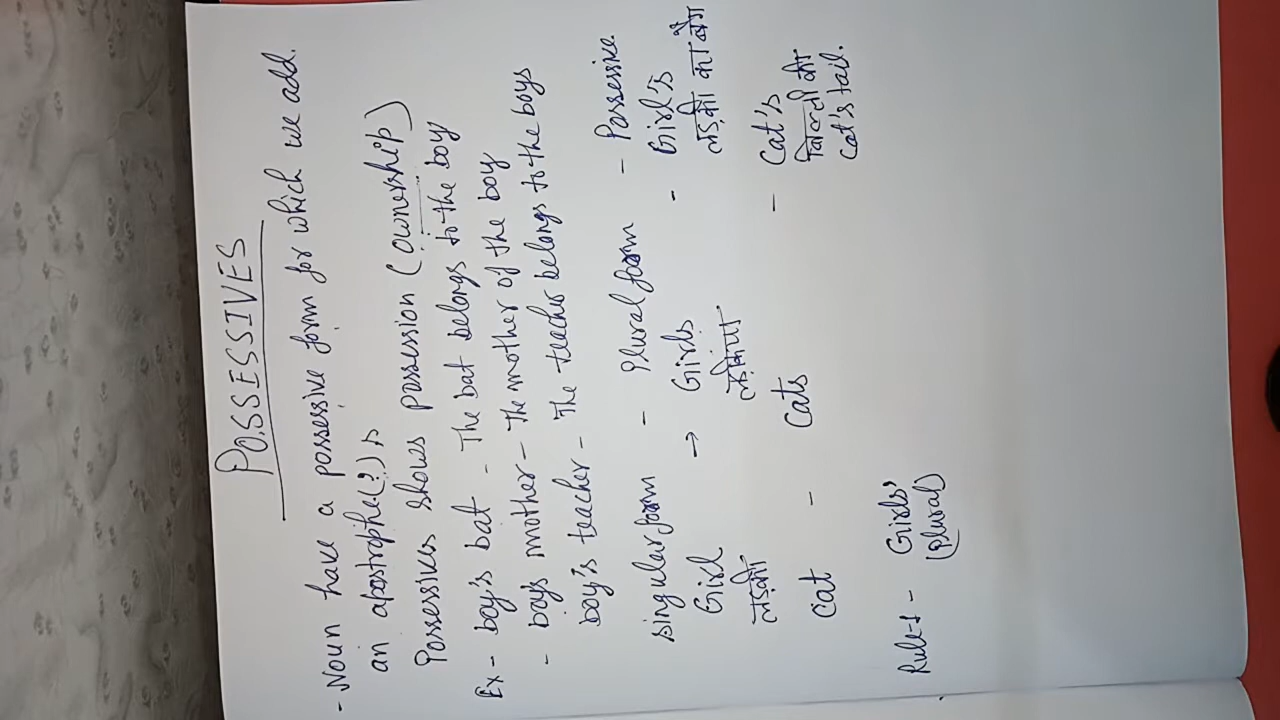 POSSESSIVES
- Noun have a possessive form for which we add.
an apostrophe(') s
Possessives shows possession (ownership)
Ex - boy's bat - The bat belongs to the boy
- boys mother - The mother of the boy
boy's teacher - The teacher belongs to the boys
singular form - Plural form - Possessive
Girl → Girls - Girl's
लड़की लड़कियां लड़की का बैग
cat - cats - Cat's
बिल्ली की
Cat's tail.
Rule-1 - Girls'
(Plural)